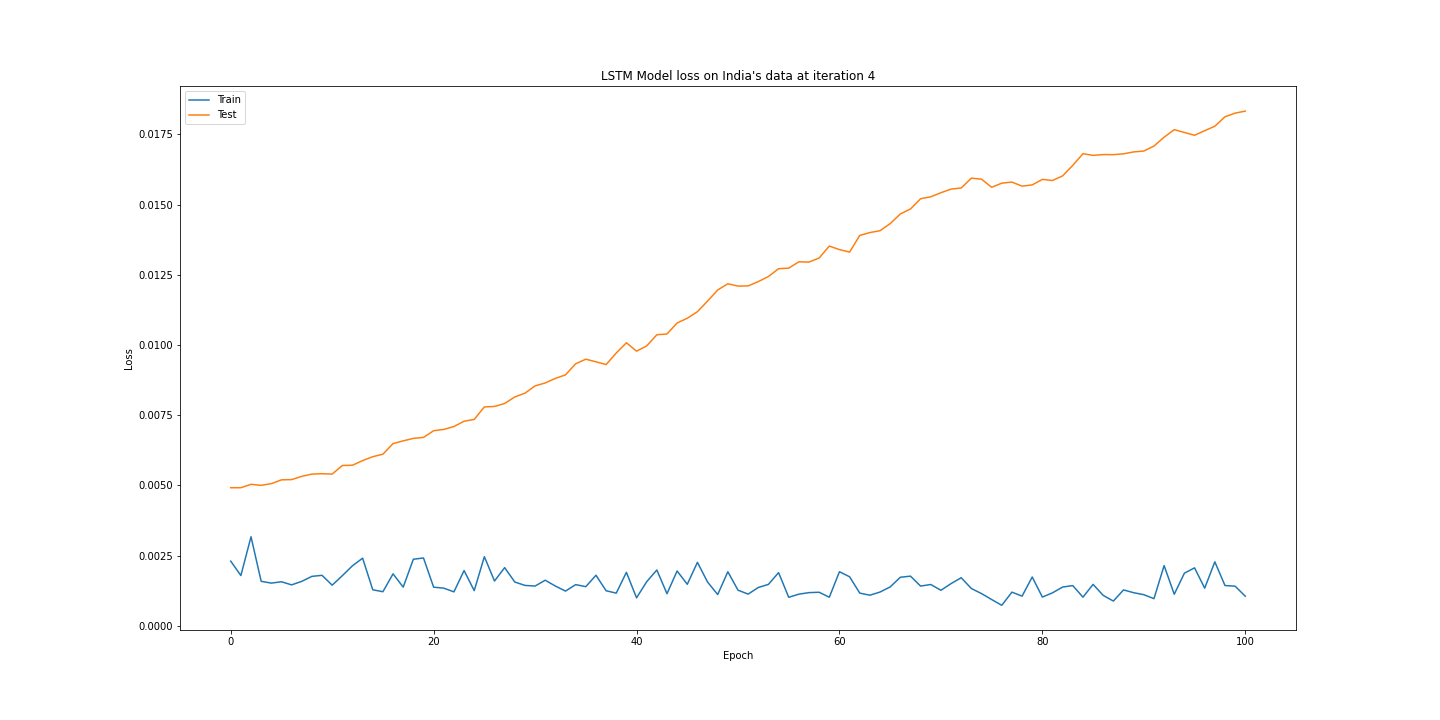 LSTM Model loss on India's data at iteration 4
Train
Test
0.0175
0.0150
0.0125
0.0100
0.0075
0.0050
0.0025
0.0000
Loss
0 20 40 60 80 100
Epoch